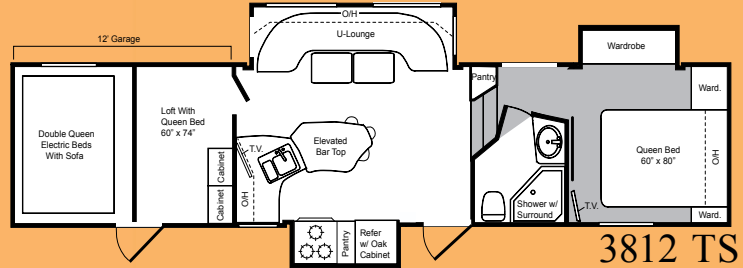 O/H
U-Lounge
12' Garage
Wardrobe
Pantry
Ward.
Double Queen
Electric Beds
With Sofa
Loft With
Queen Bed
60" x 74"
Elevated
Bar Top
T.V.
Cabinet
Cabinet
O/H
Queen Bed
60" x 80"
O/H
Shower w/
Surround
T.V.
Ward.
Pantry
Refer
w/ Oak
Cabinet
3812 TS